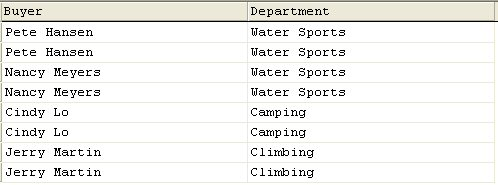 Buyer Department
Pete Hansen Water Sports
Pete Hansen Water Sports
Nancy Meyers Water Sports
Nancy Meyers Water Sports
Cindy Lo Camping
Cindy Lo Camping
Jerry Martin Climbing
Jerry Martin Climbing